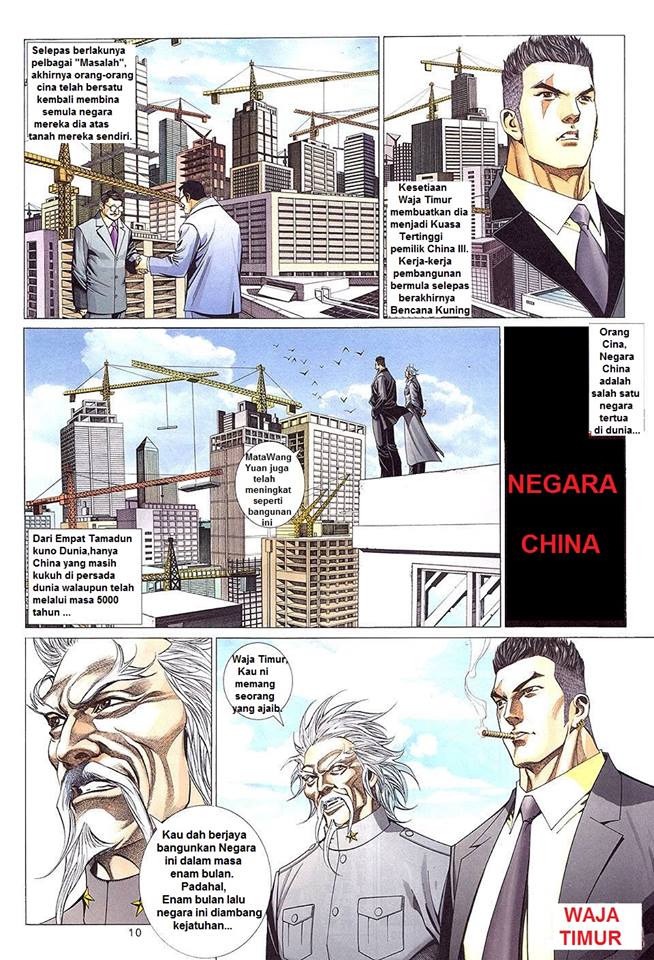 Selepas berlakunya
pelbagai "Masalah",
akhirnya orang-orang
cina telah bersatu
kembali membina
semula negara
mereka dia atas
tanah mereka sendiri.
Kesetiaan
Waja Timur
membuatkan dia
menjadi Kuasa
Tertinggi
pemilik China III.
Kerja-kerja
pembangunan
bermula selepas
berakhirnya
Bencana Kuning
MataWang
Yuan juga
telah
meningkat
seperti
bangunan
ini
Dari Empat Tamadun
kuno Dunia,hanya
China yang masih
kukuh di persada
dunia walaupun telah
melalui masa 5000
tahun ...
Orang
Cina,
Negara
China
adalah
salah satu
negara
tertua
di dunia...
NEGARA
CHINA
Waja Timur,
Kau ni
memang
seorang
yang ajaib.
Kau dah berjaya
bangunkan Negara
ini dalam masa
enam bulan.
Padahal,
Enam bulan lalu
negara ini diambang
kejatuhan...
WAJA
TIMUR
10